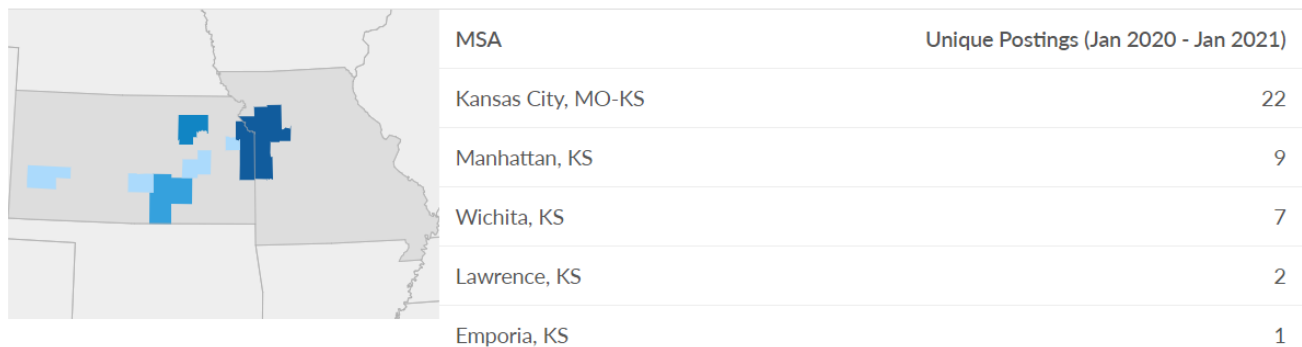 MSA Unique Postings (Jan 2020 - Jan 2021)
Kansas City, MO-KS 22
Manhattan, KS 9
Wichita, KS 7
Lawrence, KS 2
Emporia, KS 1